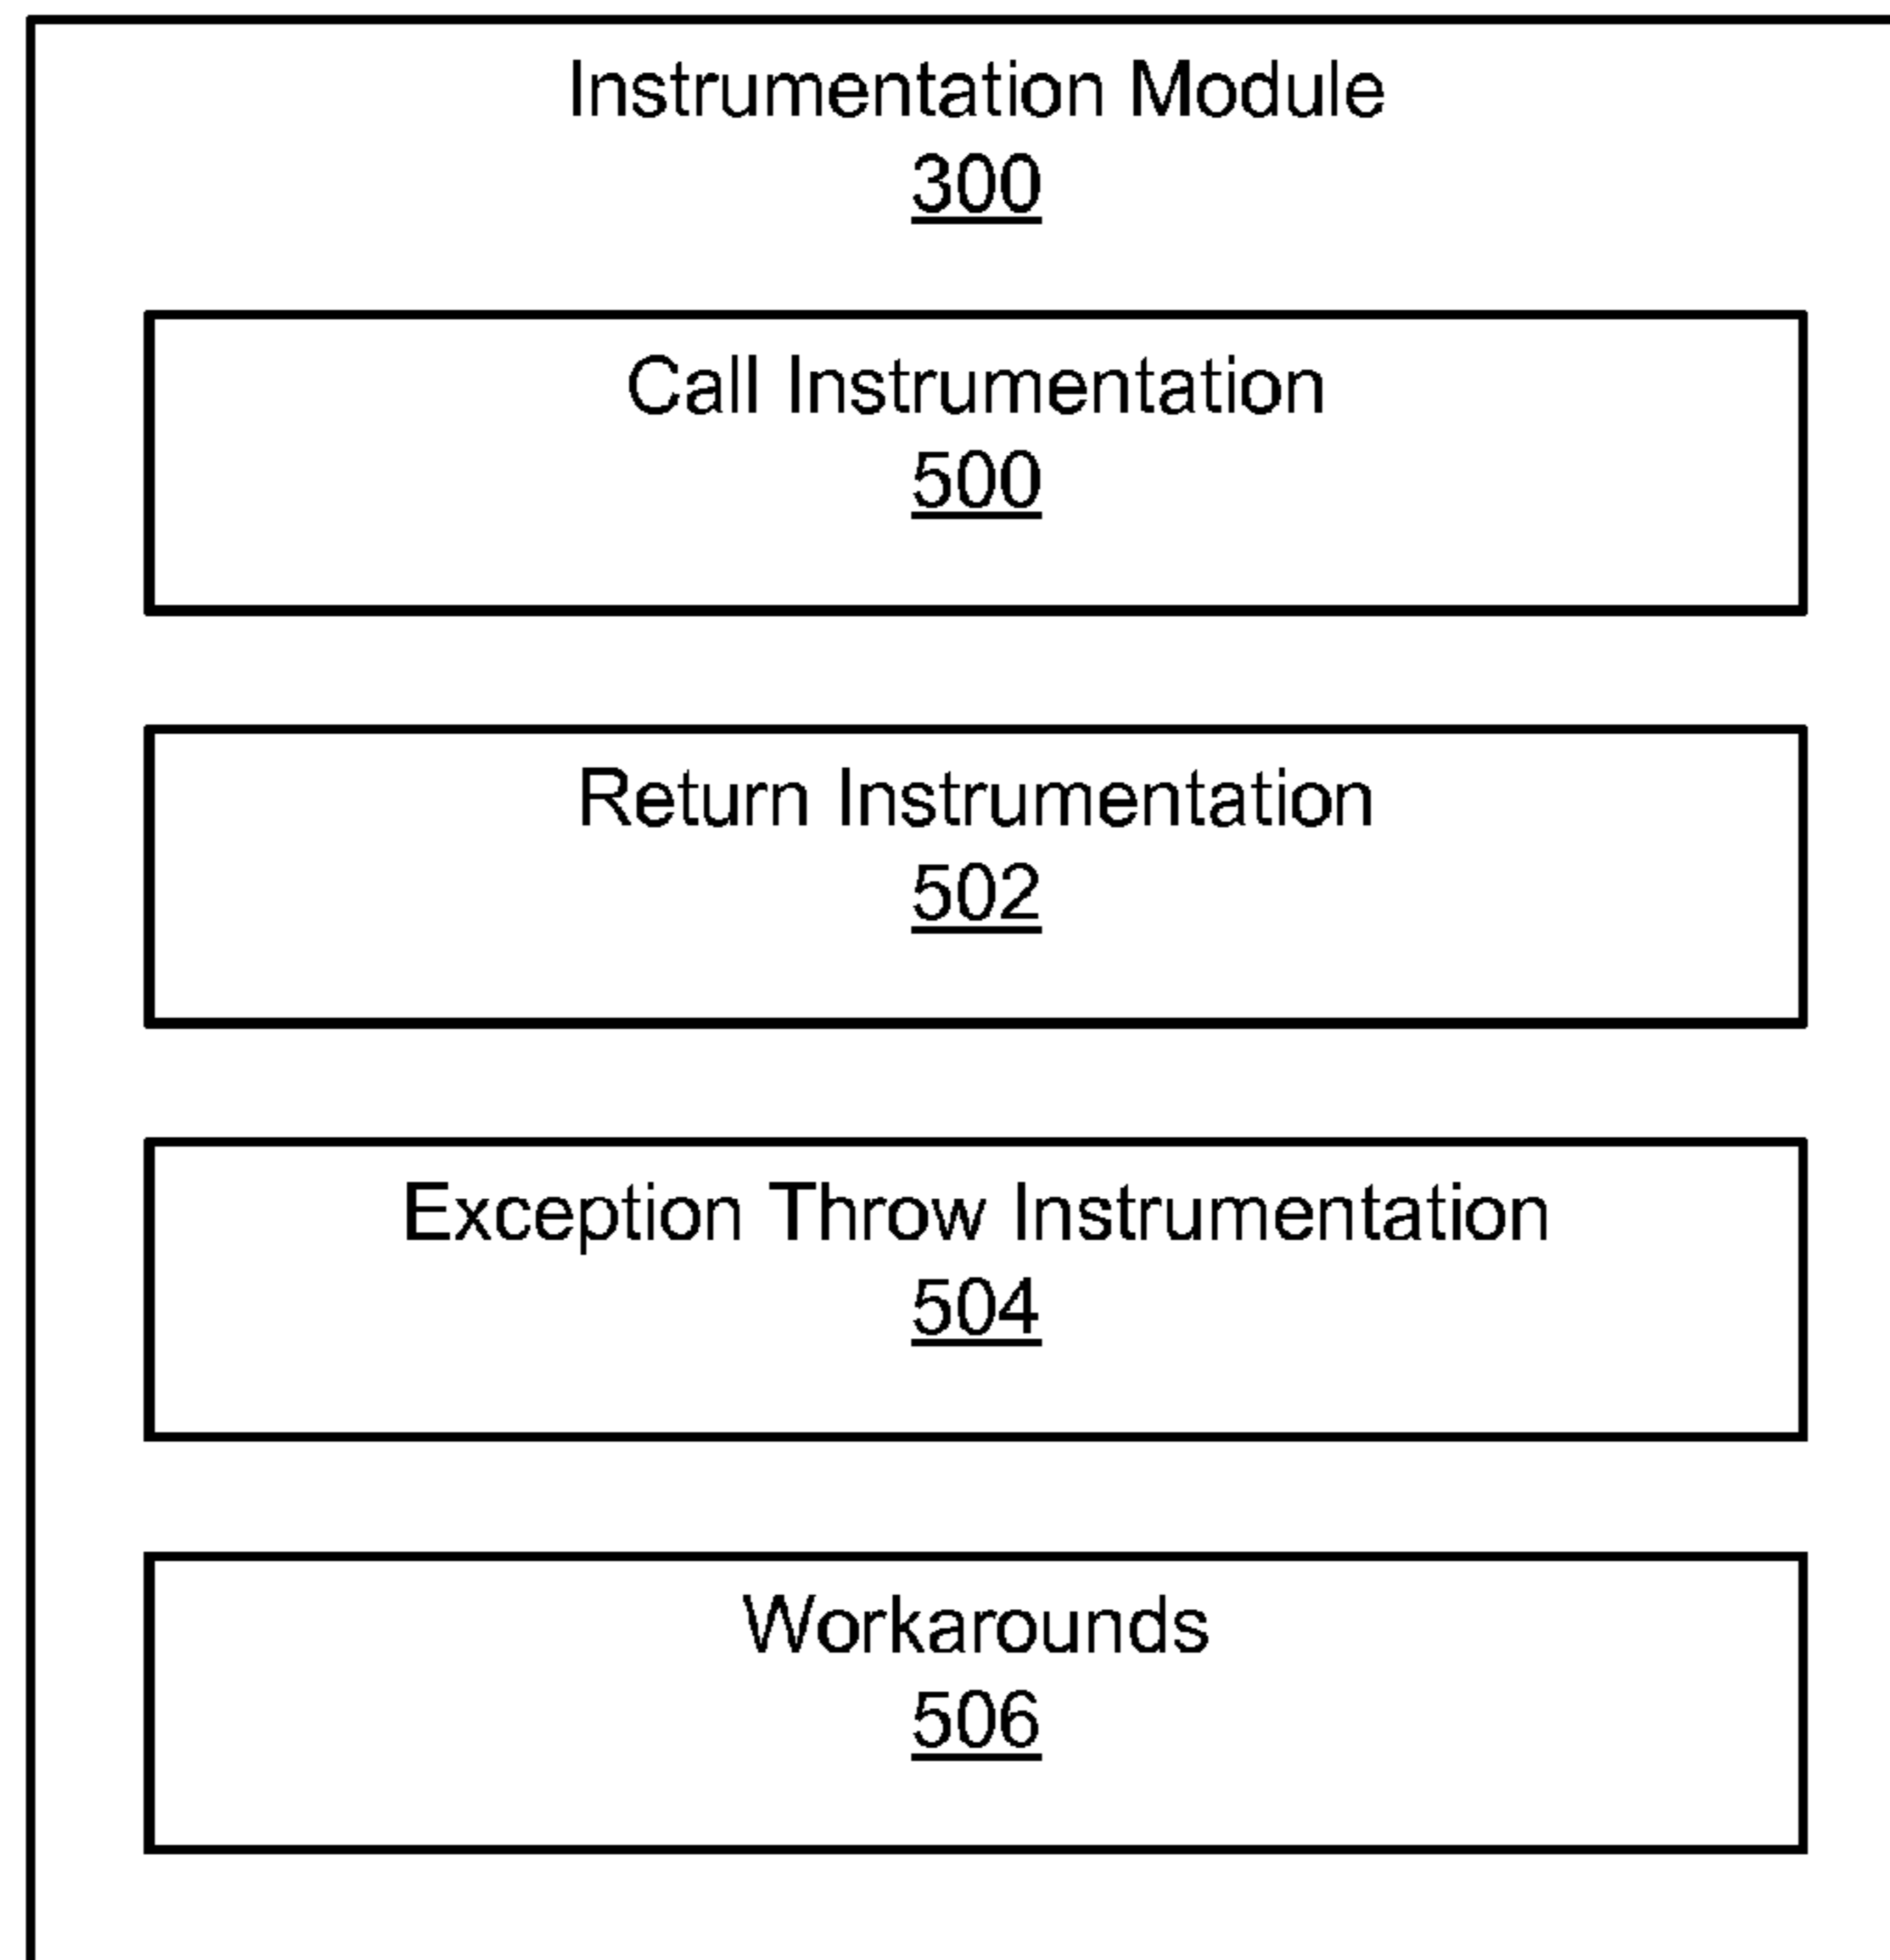 Instrumentation Module
300
Call Instrumentation
500
Return Instrumentation
502
Exception Throw Instrumentation
504
Workarounds
506